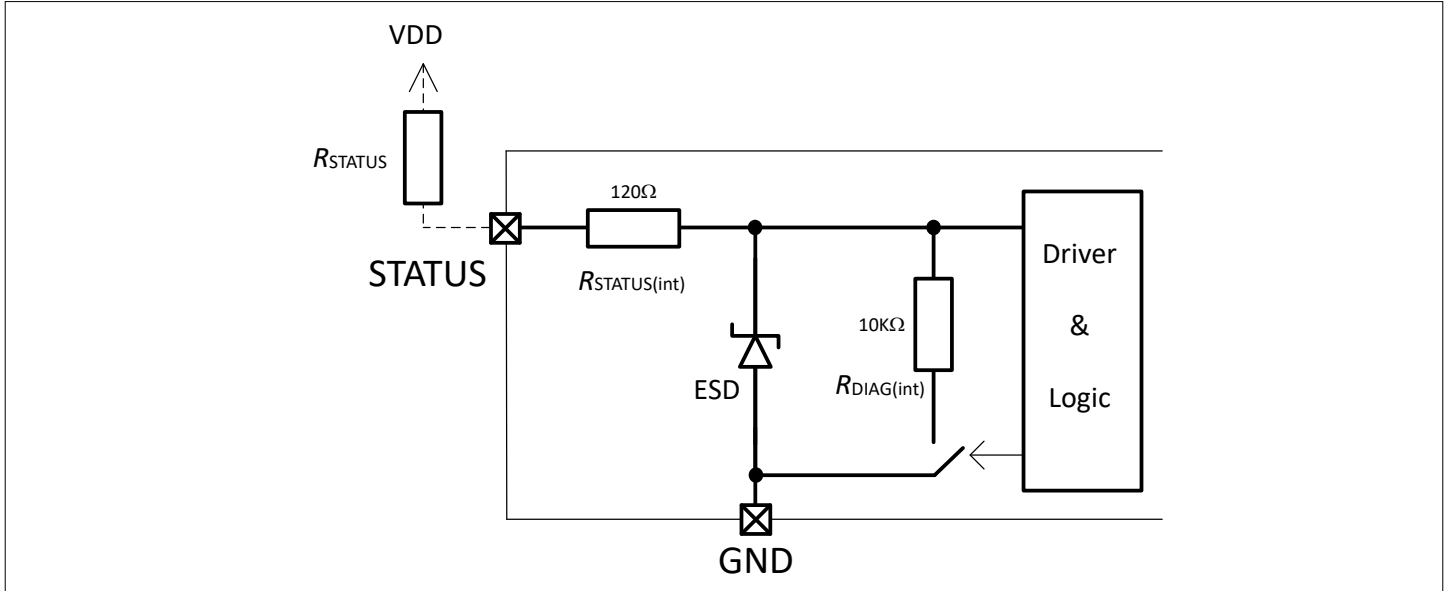 VDD
RSTATUS
120Ω
STATUS
RSTATUS(int)
Driver
&
Logic
10KΩ
ESD
RDIAG(int)
GND